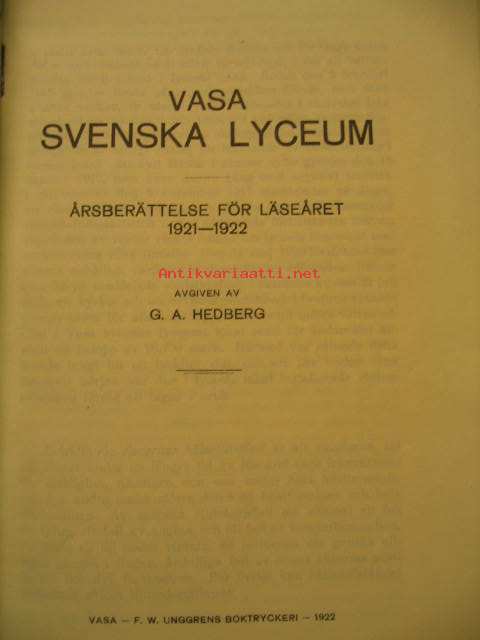 VASA
SVENSKA LYCEUM
ÅRSBERÄTTELSE FÖR LÄSEÅRET
1921—1922
Antikvariaatti.net
AVGIVEN AV
G. A. HEDBERG
VASA — F. W. UNGGRENS BOKTRYCKERI — 1922